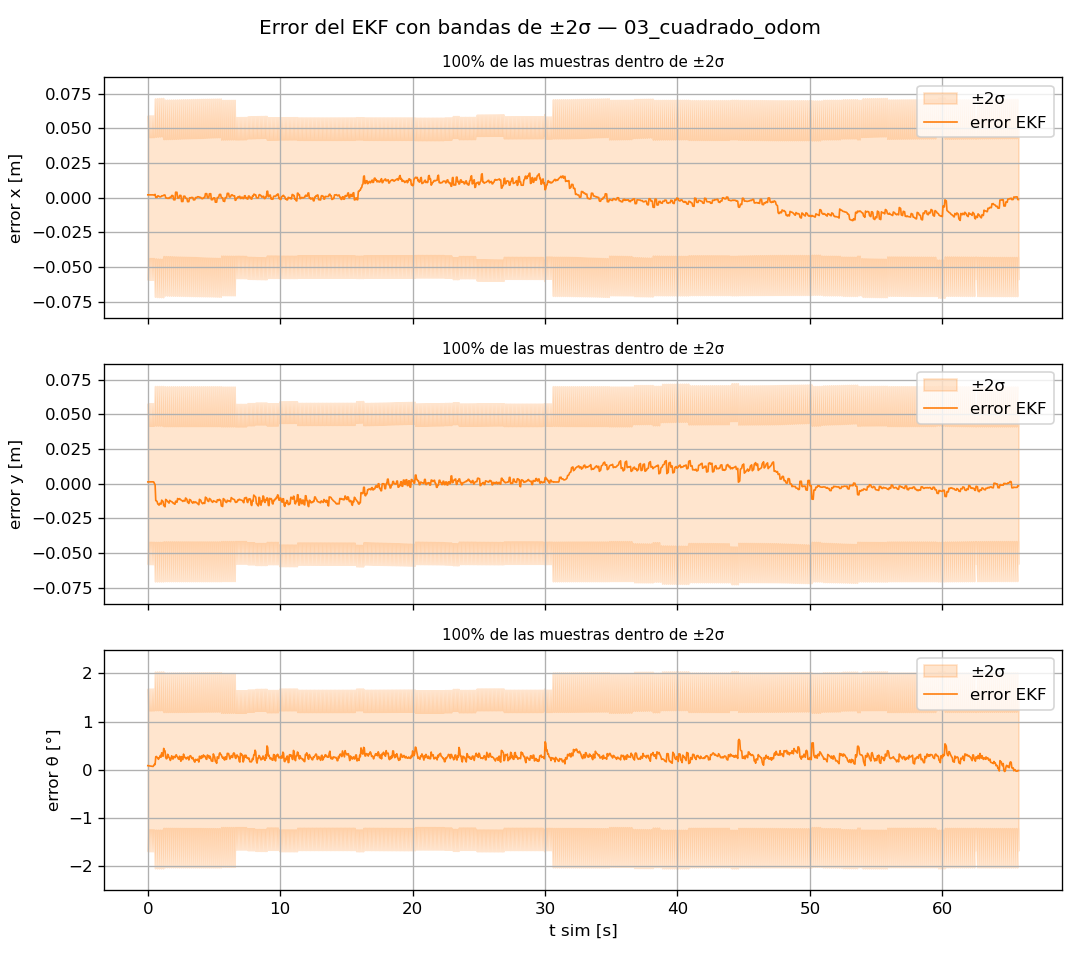 Error del EKF con bandas de ±2σ — 03_cuadrado_odom
100% de las muestras dentro de ±2σ
0.075
0.050
0.025
0.000
−0.025
−0.050
−0.075
error x [m]
±2σ
error EKF
100% de las muestras dentro de ±2σ
0.075
0.050
0.025
0.000
−0.025
−0.050
−0.075
error y [m]
±2σ
error EKF
100% de las muestras dentro de ±2σ
2
1
0
−1
−2
error θ [°]
±2σ
error EKF
0 10 20 30 40 50 60
t sim [s]